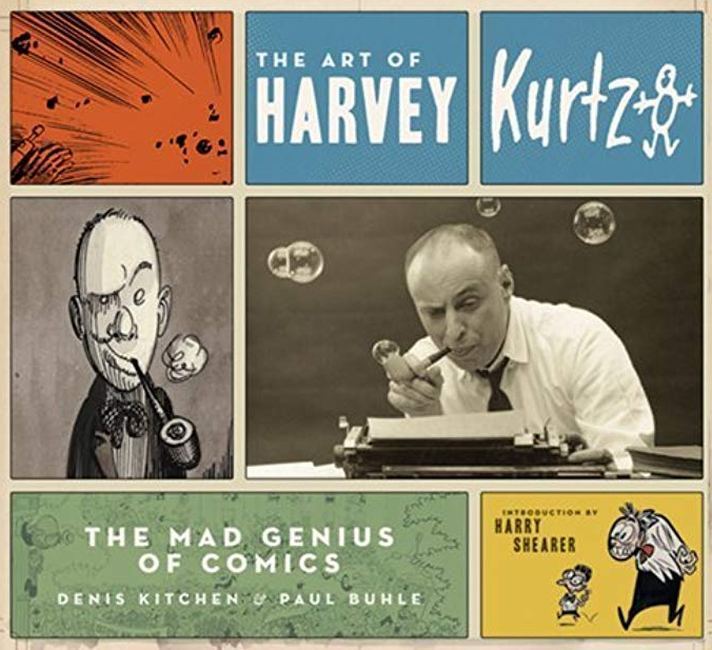 THE ART OF
HARVEY
Kurtz
THE MAD GENIUS
OF COMICS
DENIS KITCHEN & PAUL BUHLE
INTRODUCTION BY
HARRY
SHEARER